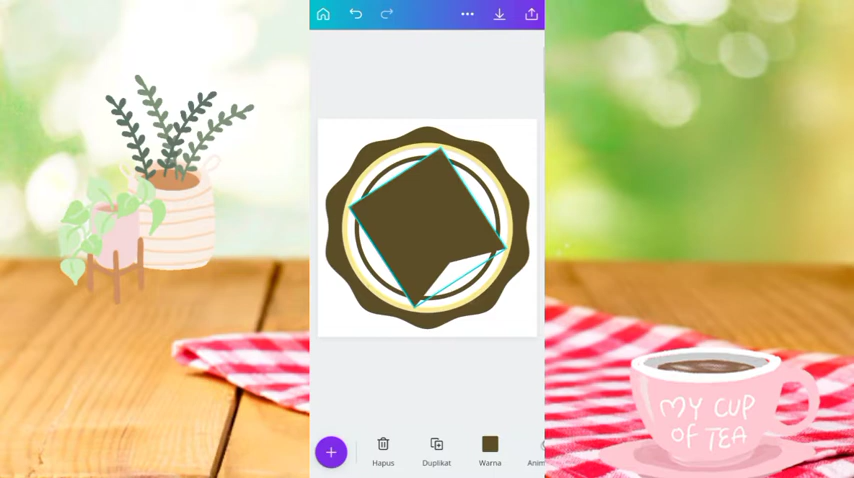 Hapus
Duplikat
Warna
Anim
MY CUP
OF TEA